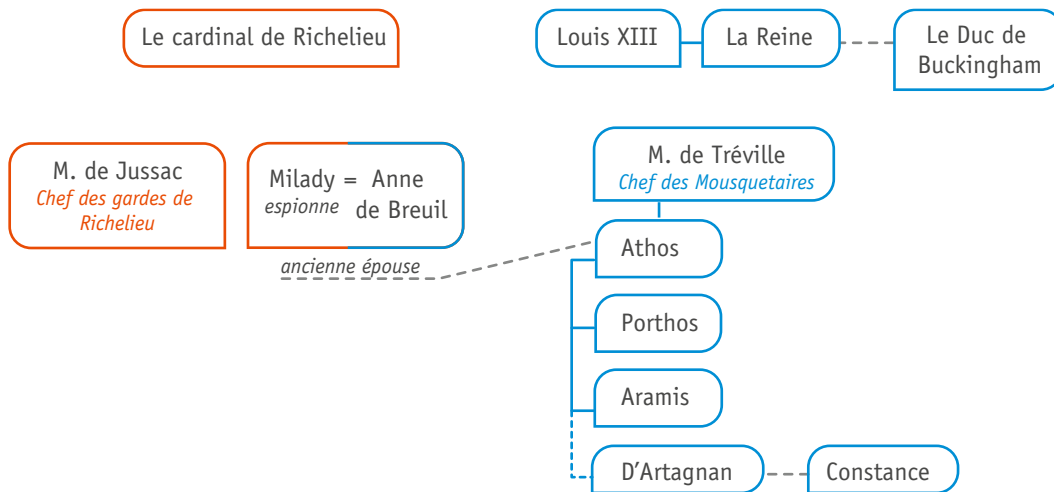 Le cardinal de Richelieu
Louis XIII
La Reine
Le Duc de
Buckingham
M. de Jussac
Chef des gardes de
Richelieu
Milady = Anne
espionne de Breuil
M. de Tréville
Chef des Mousquetaires
ancienne épouse
Athos
Porthos
Aramis
D'Artagnan
Constance